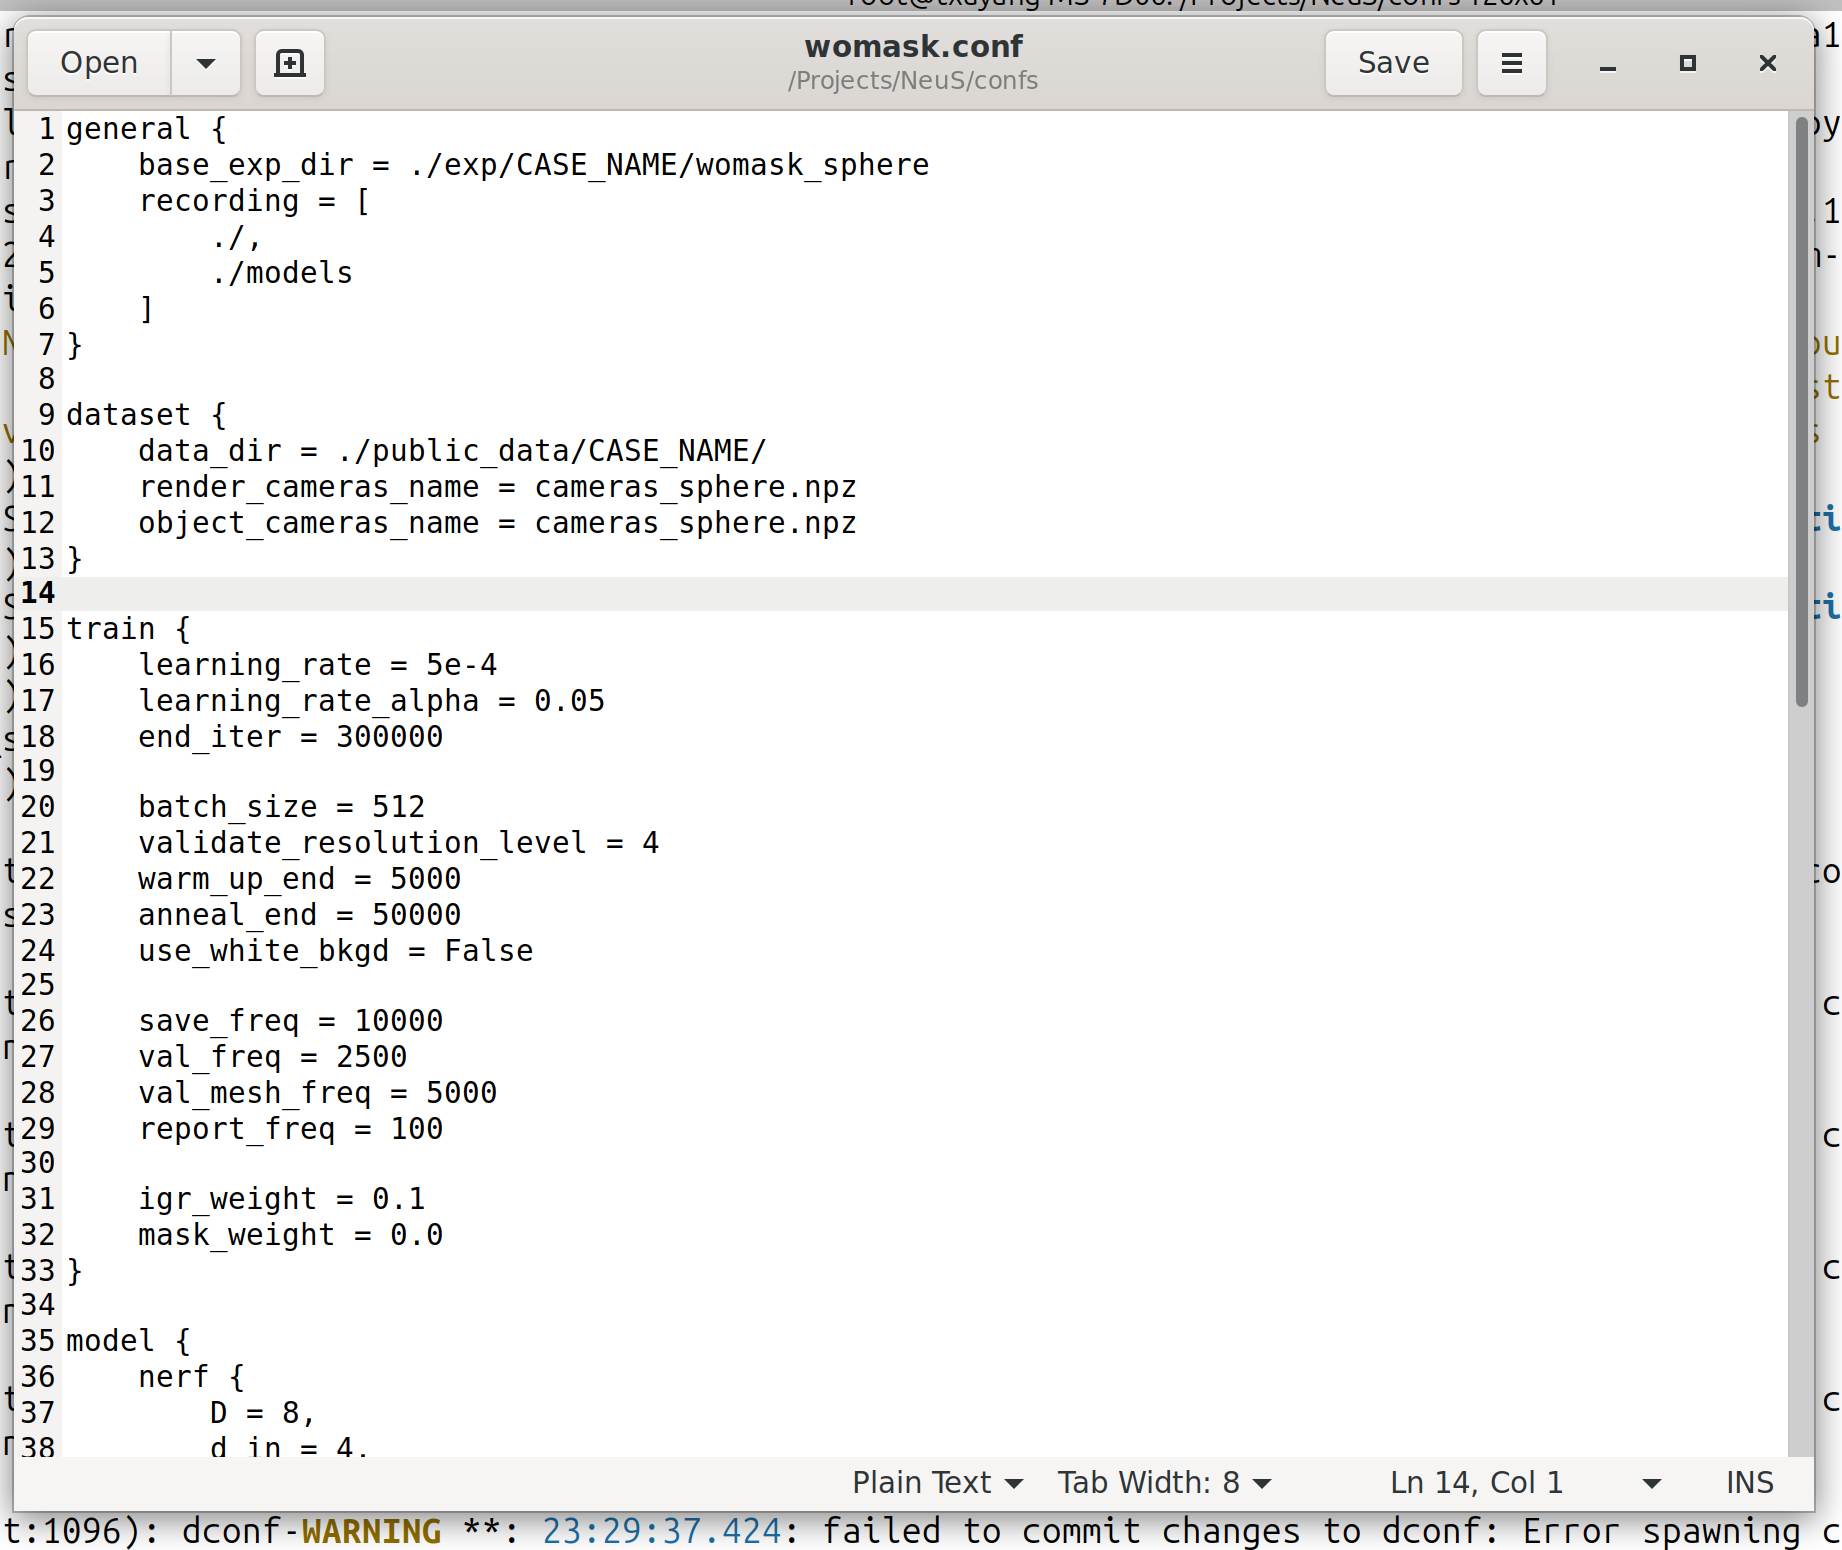 Open
womask.conf
/Projects/NeuS/confs
Save
1 general {
2     base_exp_dir = ./exp/CASE_NAME/womask_sphere
3     recording = [
4         ./,
5         ./models
6     ]
7 }
8
9 dataset {
10     data_dir = ./public_data/CASE_NAME/
11     render_cameras_name = cameras_sphere.npz
12     object_cameras_name = cameras_sphere.npz
13 }
14
15 train {
16     learning_rate = 5e-4
17     learning_rate_alpha = 0.05
18     end_iter = 300000
19
20     batch_size = 512
21     validate_resolution_level = 4
22     warm_up_end = 5000
23     anneal_end = 50000
24     use_white_bkgd = False
25
26     save_freq = 10000
27     val_freq = 2500
28     val_mesh_freq = 5000
29     report_freq = 100
30
31     igr_weight = 0.1
32     mask_weight = 0.0
33 }
34
35 model {
36     nerf {
37         D = 8,
38         d_in = 4,
Plain Text Tab Width: 8 Ln 14, Col 1 INS
t:1096): dconf-WARNING **: 23:29:37.424: failed to commit changes to dconf: Error spawning c